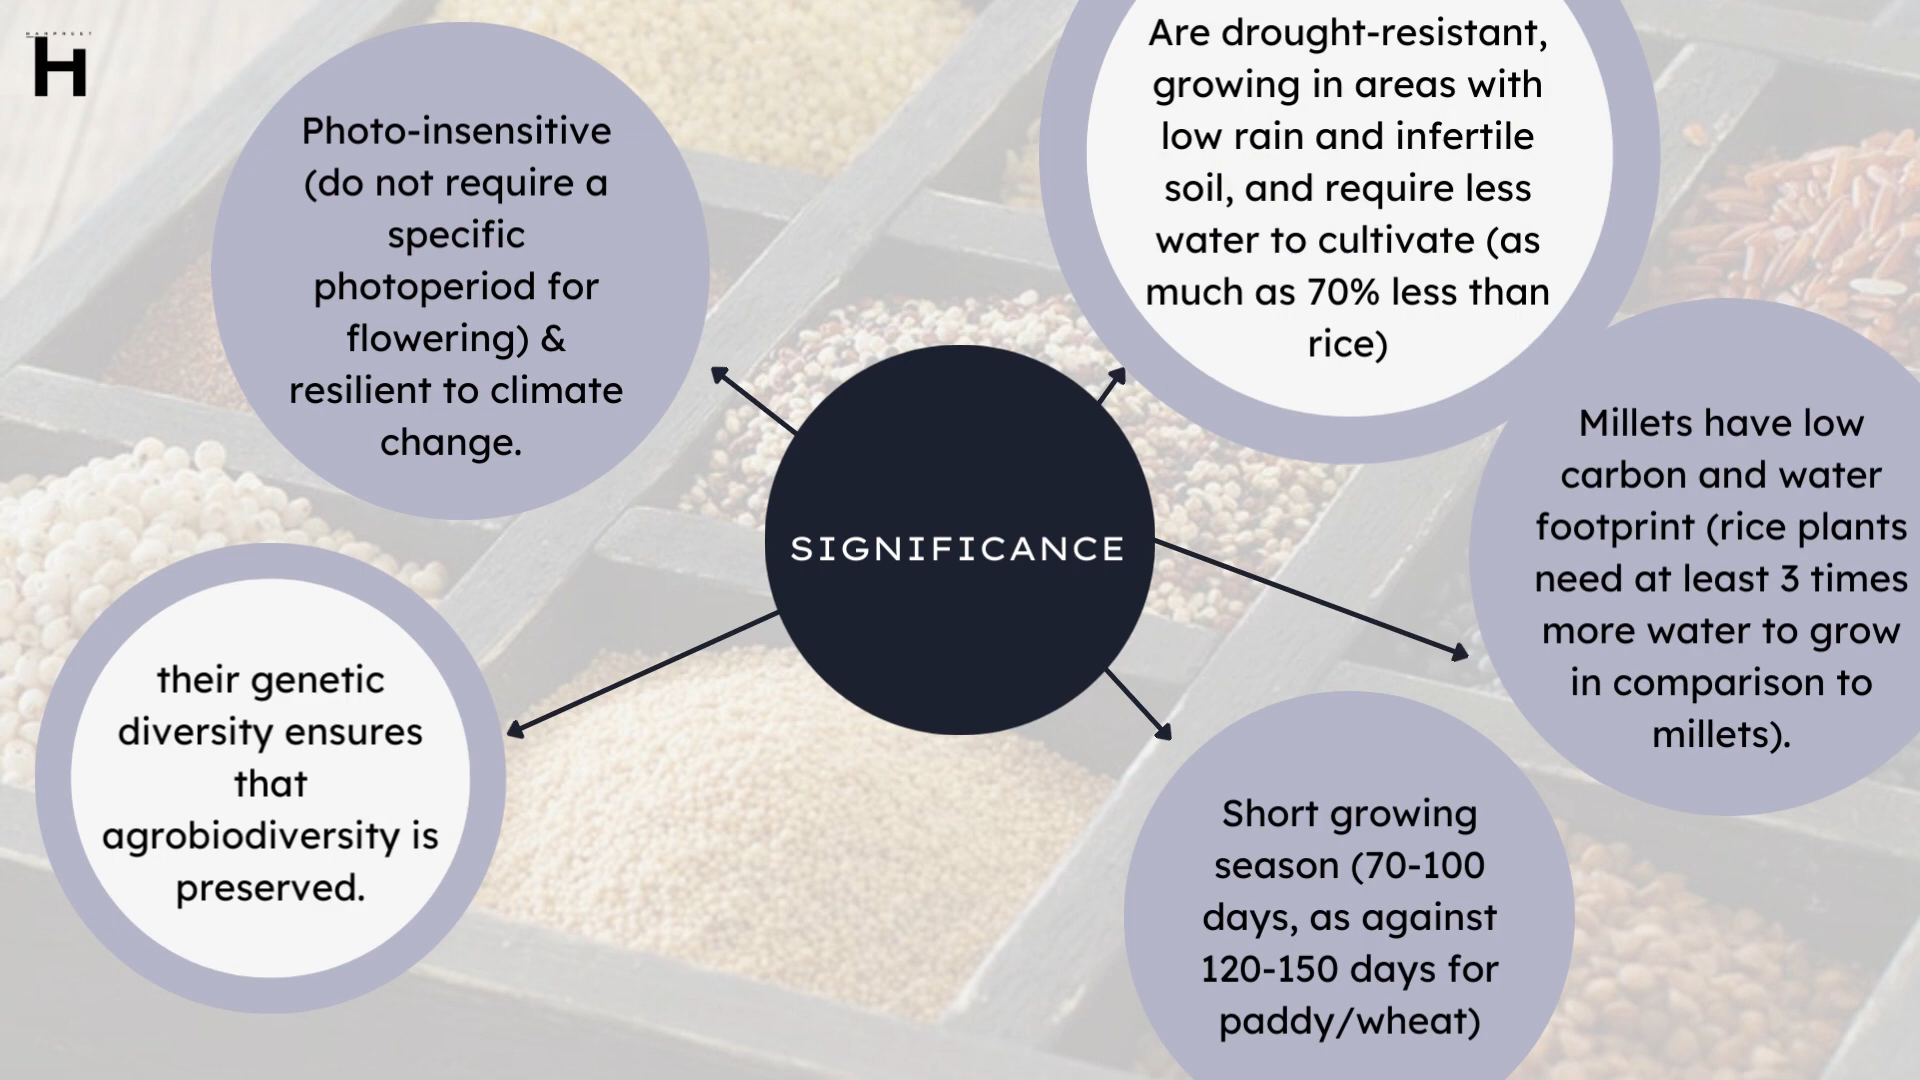 HARPREET
H
Photo-insensitive
(do not require a
specific
photoperiod for
flowering) &
resilient to climate
change.
Are drought-resistant,
growing in areas with
low rain and infertile
soil, and require less
water to cultivate (as
much as 70% less than
rice)
SIGNIFICANCE
Millets have low
carbon and water
footprint (rice plants
need at least 3 times
more water to grow
in comparison to
millets).
their genetic
diversity ensures
that
agrobiodiversity is
preserved.
Short growing
season (70-100
days, as against
120-150 days for
paddy/wheat)